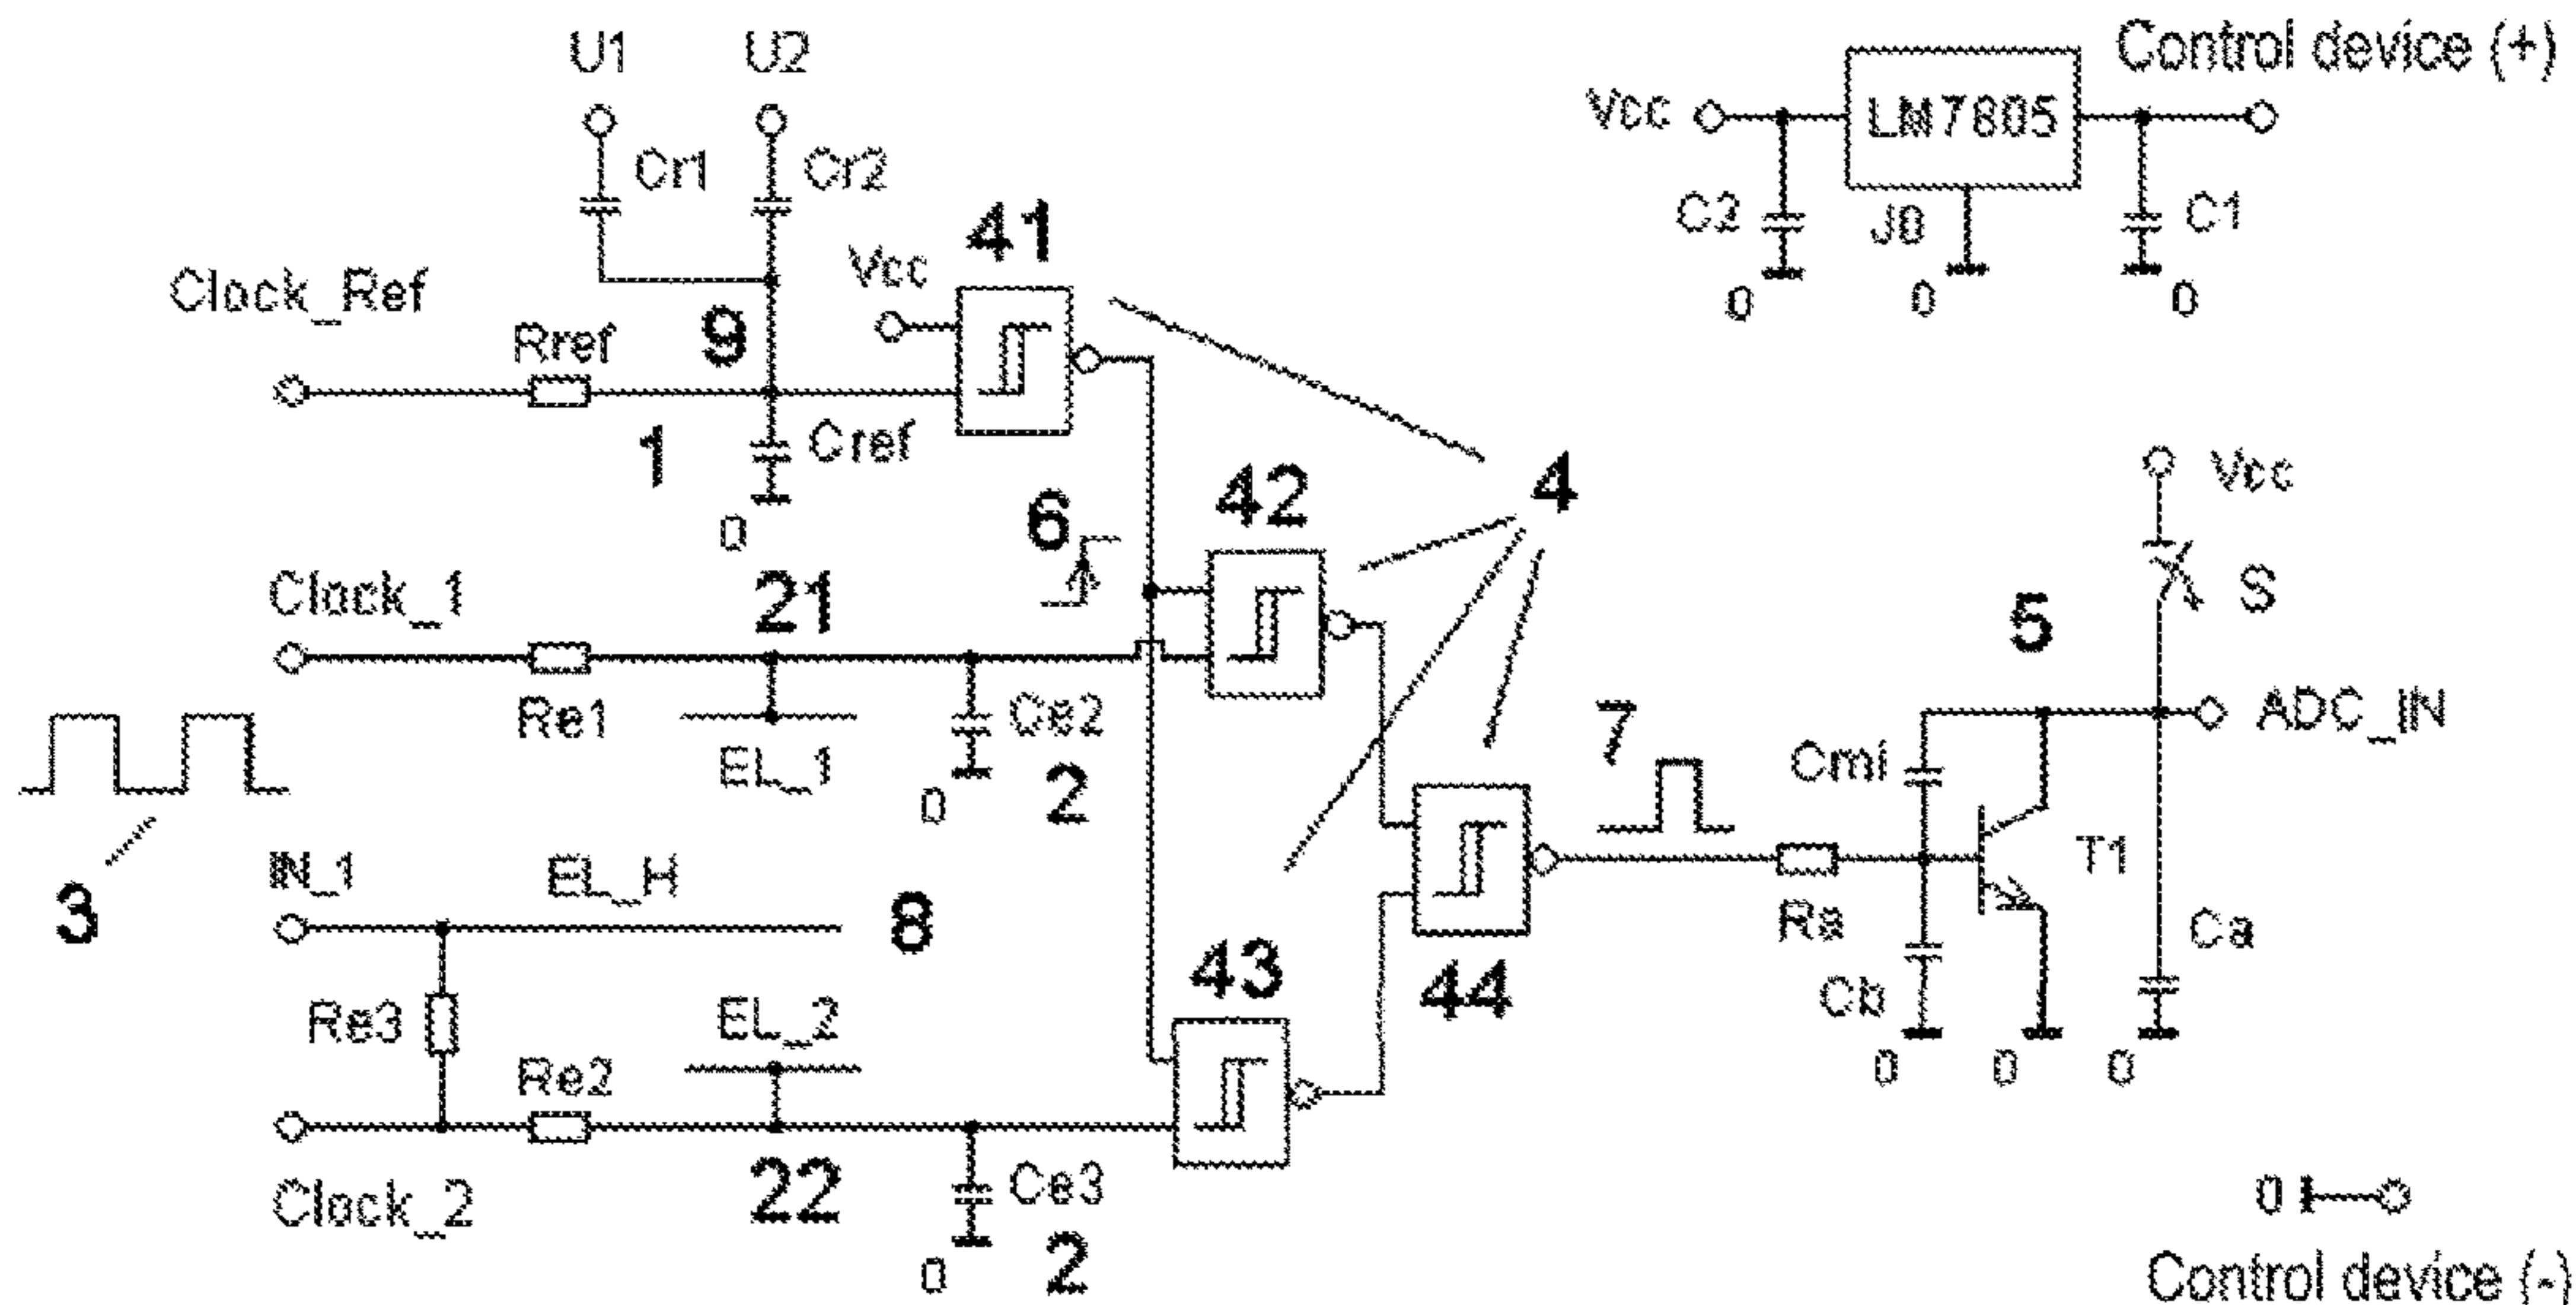 U1 U2
Control device (+)
Vcc LM7805
Cr1 Cr2
41
C2 J0 C1
Vcc
Clock_Ref
0 0 0
Rref 9
1 Cref
Vcc
42 4
6
0
Clock_1 21
S
5
Re1 Ce2
7 ADC_IN
EL_1
Cmi
0 2
IN_1 EL_H
T1
3 8
43 Ra Ca
44 Cb
Re3 EL_2
Re2
0 0 0
22 Ce3
Clock_2
0
0 2
Control device (-)